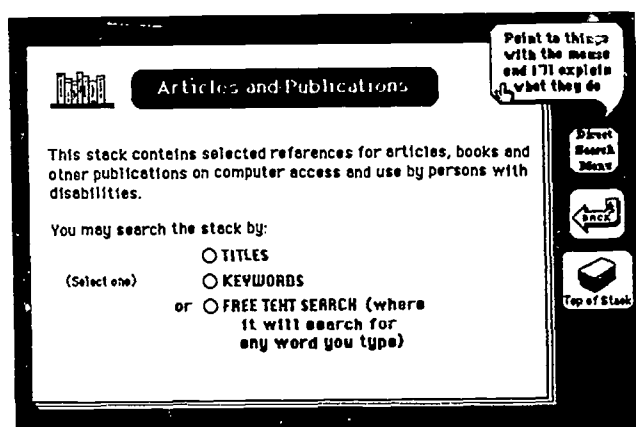 Point to things
with the mouse
and I'll explain
what they do
Articles and Publications
This stack contains selected references for articles, books and
other publications on computer access and use by persons with
disabilities.
You may search the stack by:
TITLES
(Select one)
KEYWORDS
or FREE TEXT SEARCH (where
it will search for
any word you type)
Direct
Search
Menu
BACK
Top of Stack